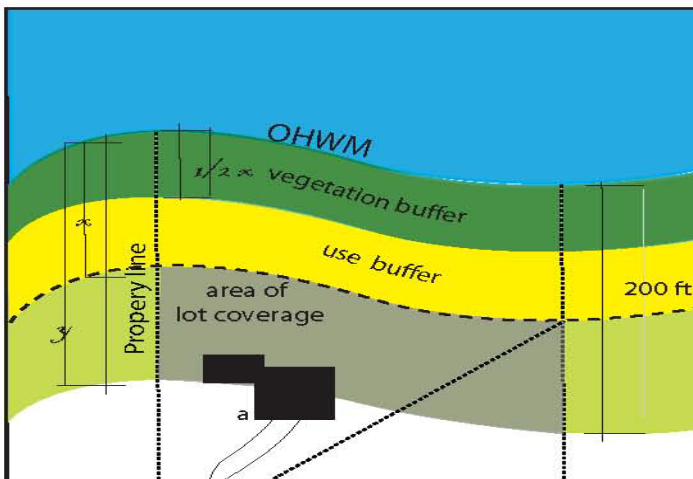 OHWM
1/2 x vegetation buffer
x
use buffer
Propery line
area of
lot coverage
200 ft
y
a